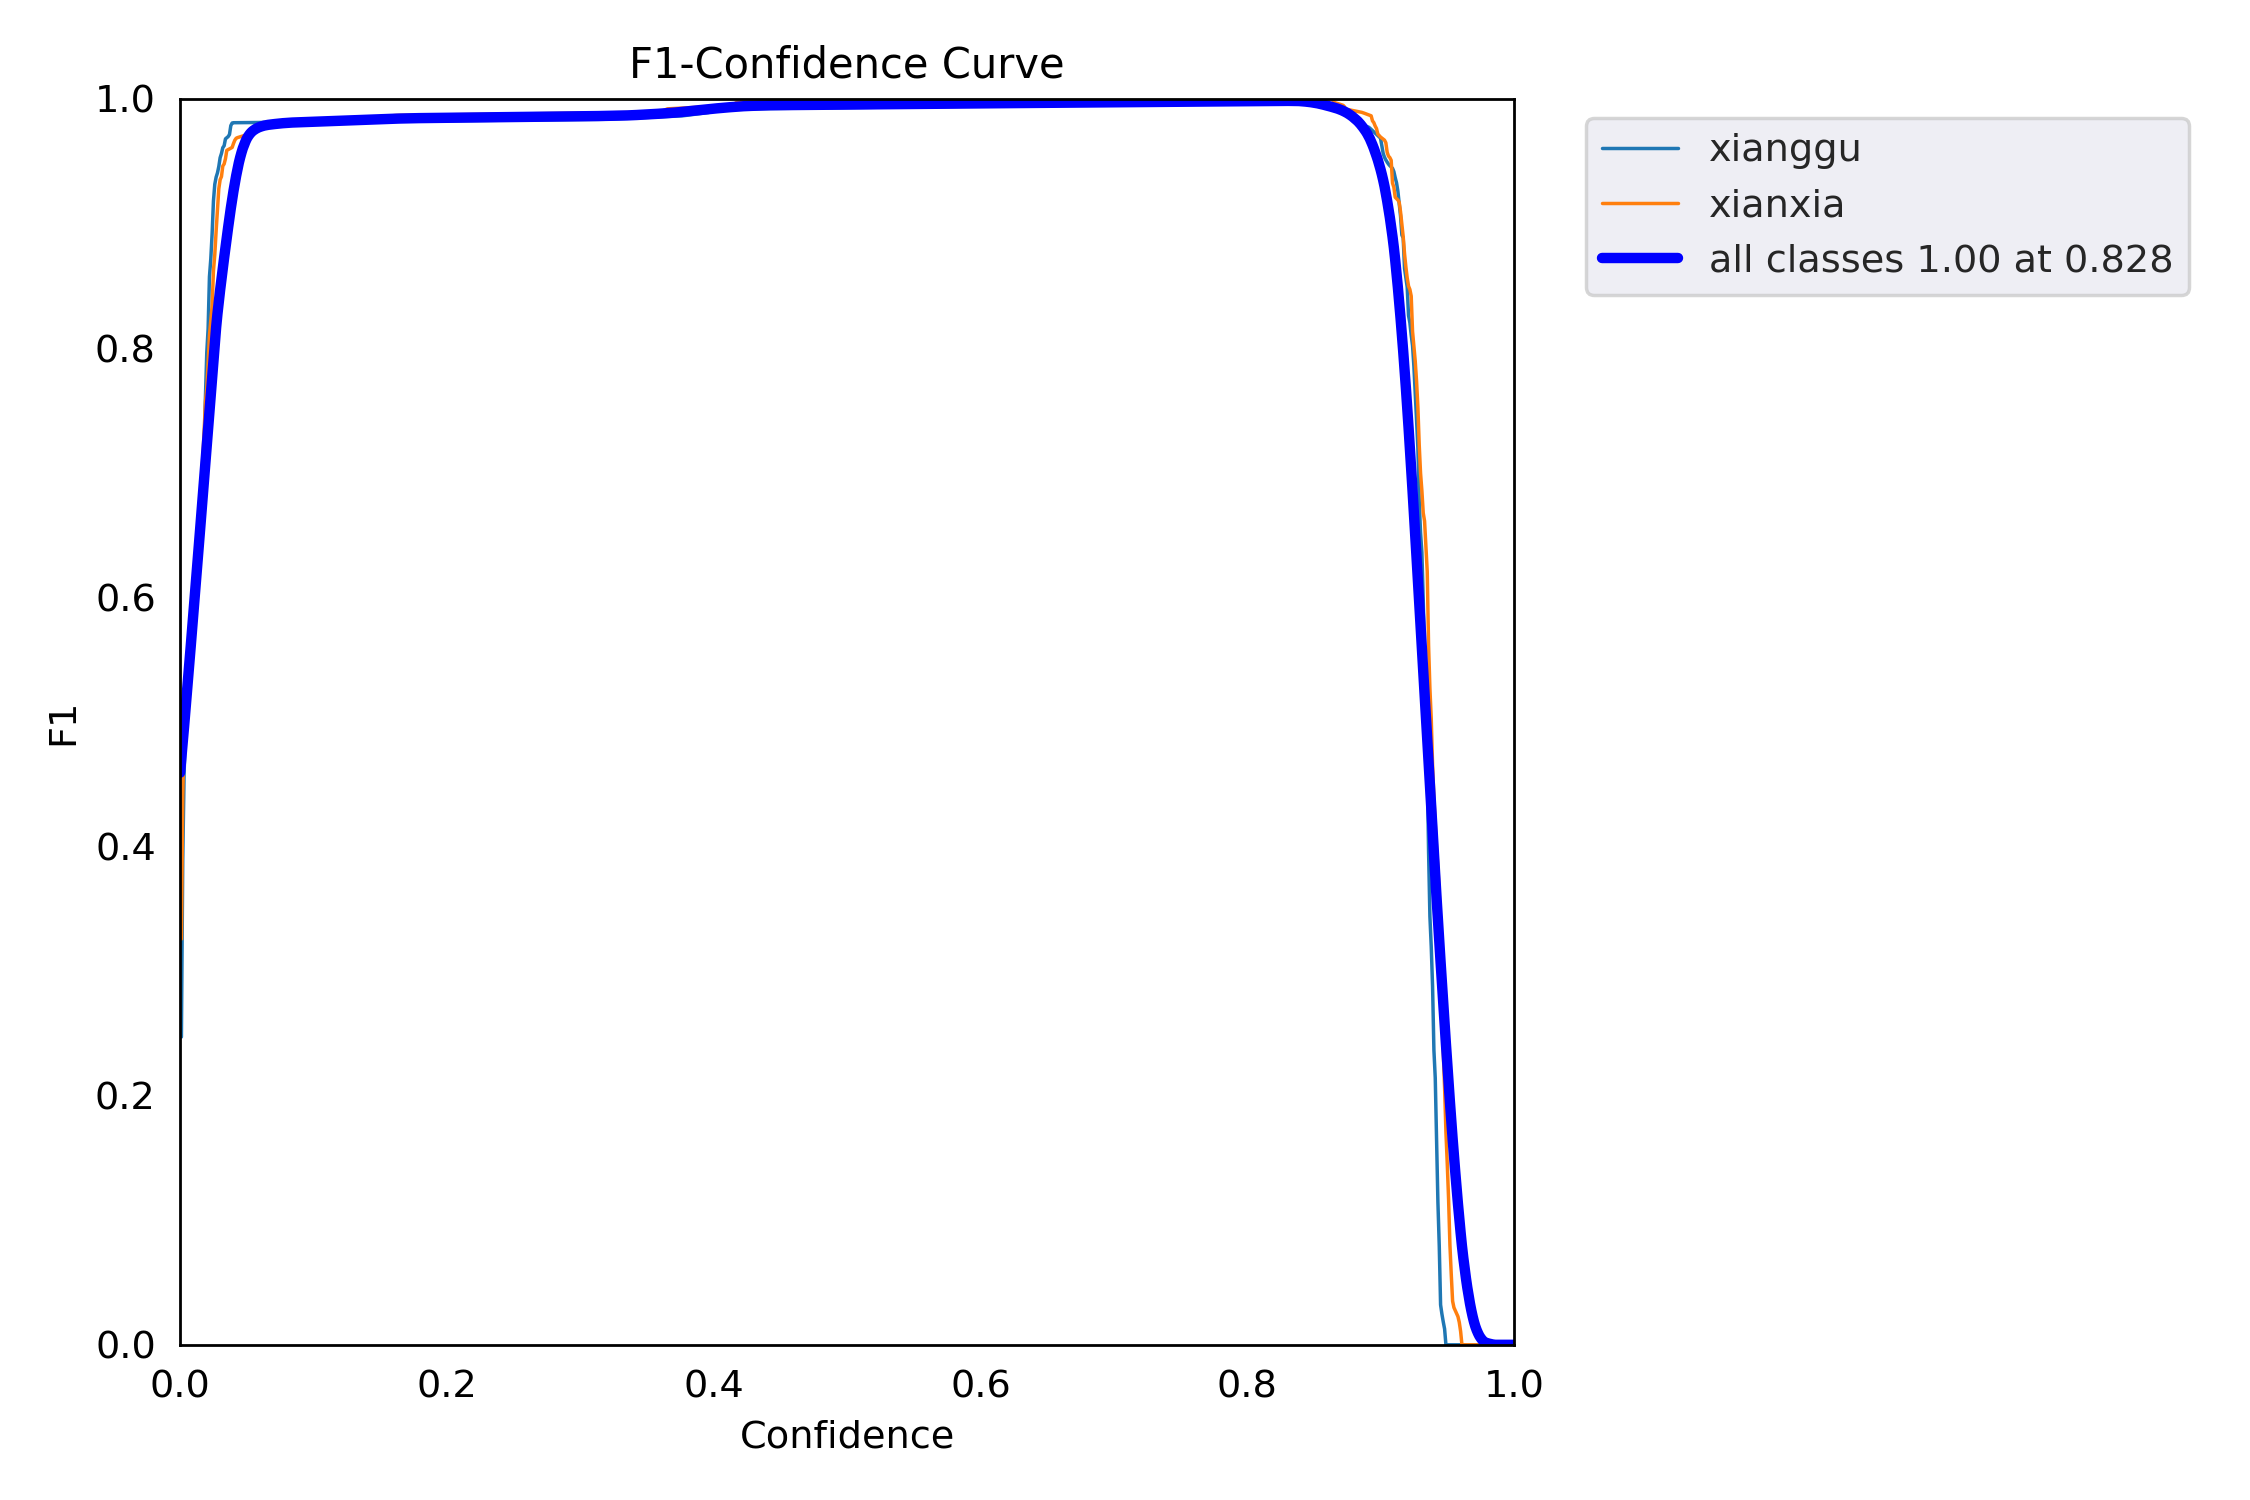 F1-Confidence Curve
1.0
0.8
0.6
0.4
0.2
0.0
F1
0.0 0.2 0.4 0.6 0.8 1.0
Confidence
xianggu
xianxia
all classes 1.00 at 0.828